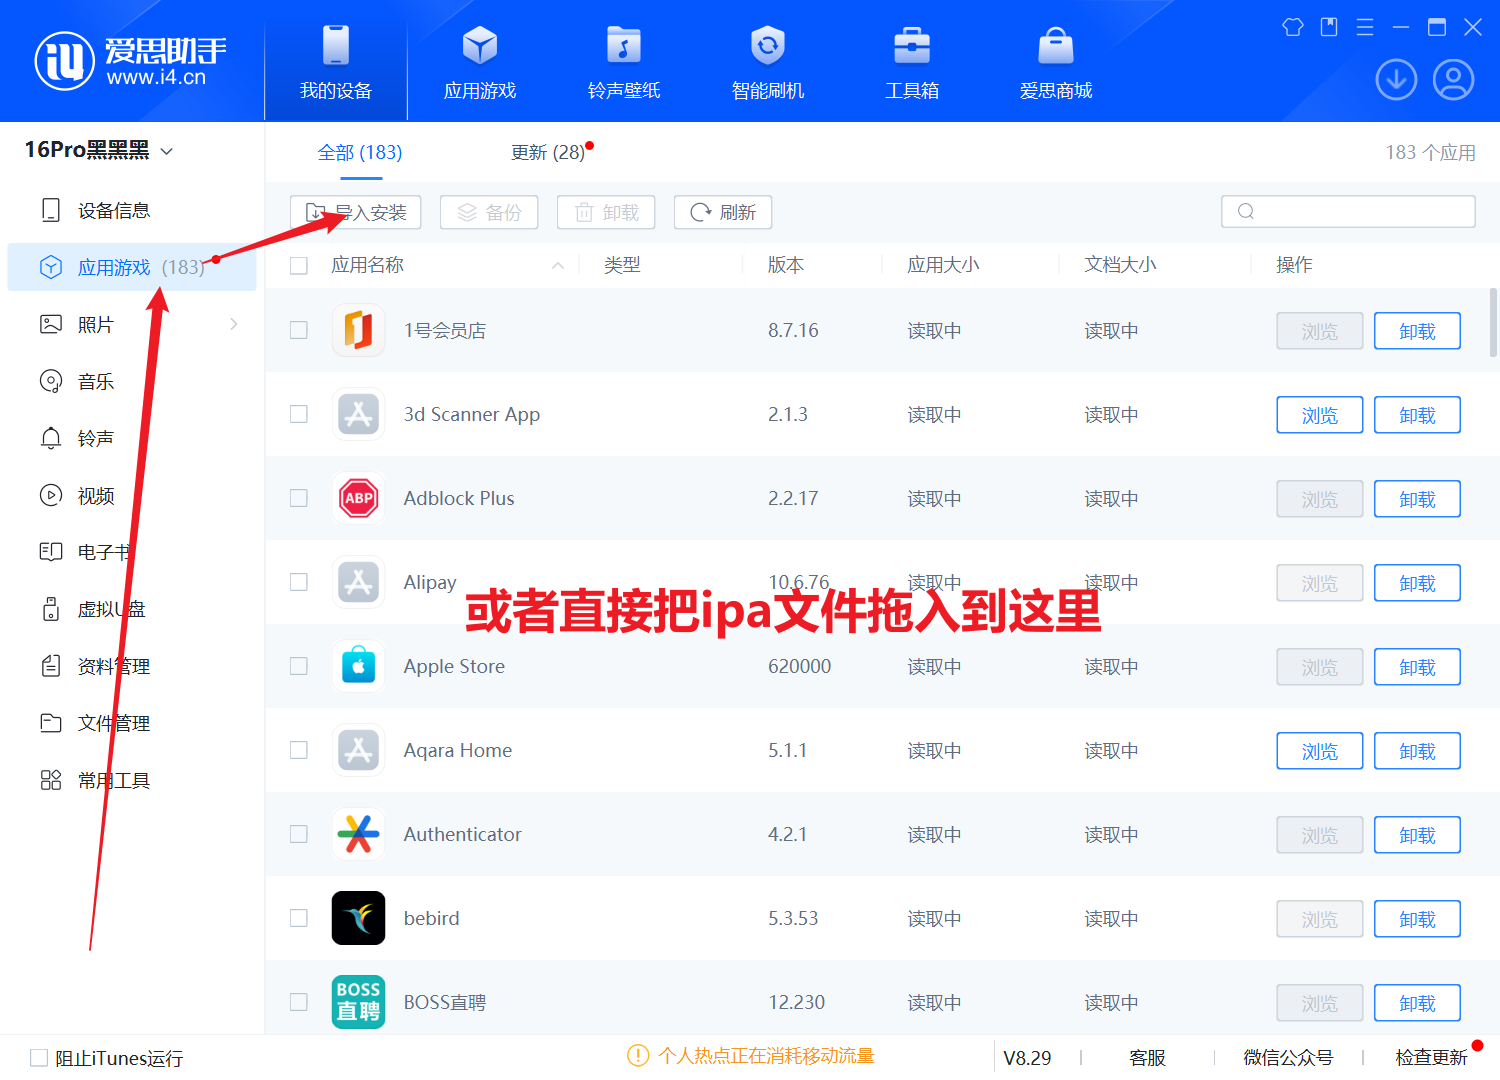 爱思助手
www.i4.cn
我的设备
应用游戏
铃声壁纸
智能刷机
工具箱
爱思商城
16Pro黑黑黑
设备信息
应用游戏 (183)
照片
音乐
铃声
视频
电子书
虚拟U盘
资料管理
文件管理
常用工具
全部 (183)
更新 (28)
183 个应用
导入安装
备份
卸载
刷新
应用名称 类型 版本 应用大小 文档大小 操作
1号会员店 8.7.16 读取中 读取中 浏览 卸载
3d Scanner App 2.1.3 读取中 读取中 浏览 卸载
ABP
Adblock Plus 2.2.17 读取中 读取中 浏览 卸载
Alipay 10.6.76 读取中 读取中 浏览 卸载
或者直接把ipa文件拖入到这里
Apple Store 620000 读取中 读取中 浏览 卸载
Aqara Home 5.1.1 读取中 读取中 浏览 卸载
Authenticator 4.2.1 读取中 读取中 浏览 卸载
bebird 5.3.53 读取中 读取中 浏览 卸载
BOSS
直聘
BOSS直聘 12.230 读取中 读取中 浏览 卸载
阻止iTunes运行
个人热点正在消耗移动流量
V8.29
客服
微信公众号
检查更新